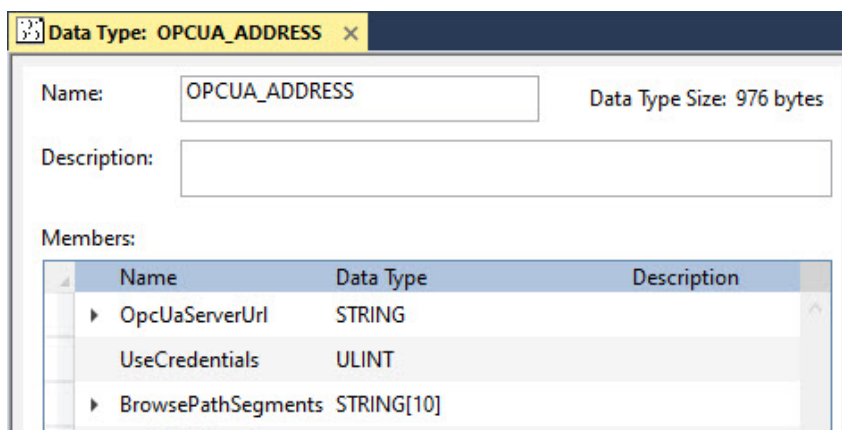 Data Type: OPCUA_ADDRESS
Name: OPCUA_ADDRESS Data Type Size: 976 bytes
Description:
Members:
Name Data Type Description
OpcUaServerUrl STRING
UseCredentials ULINT
BrowsePathSegments STRING[10]